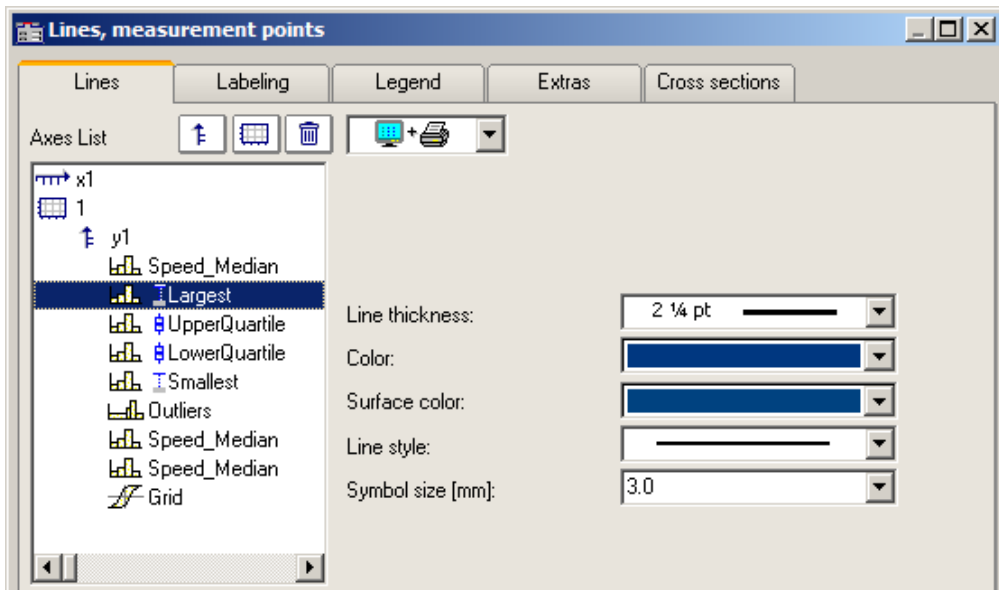 Lines, measurement points
Lines
Labeling
Legend
Extras
Cross sections
Axes List
x1
1
y1
Speed_Median
Largest
UpperQuartile
LowerQuartile
Smallest
Outliers
Speed_Median
Speed_Median
Grid
Line thickness:
2 ¼ pt
Color:
Surface color:
Line style:
Symbol size [mm]:
3.0